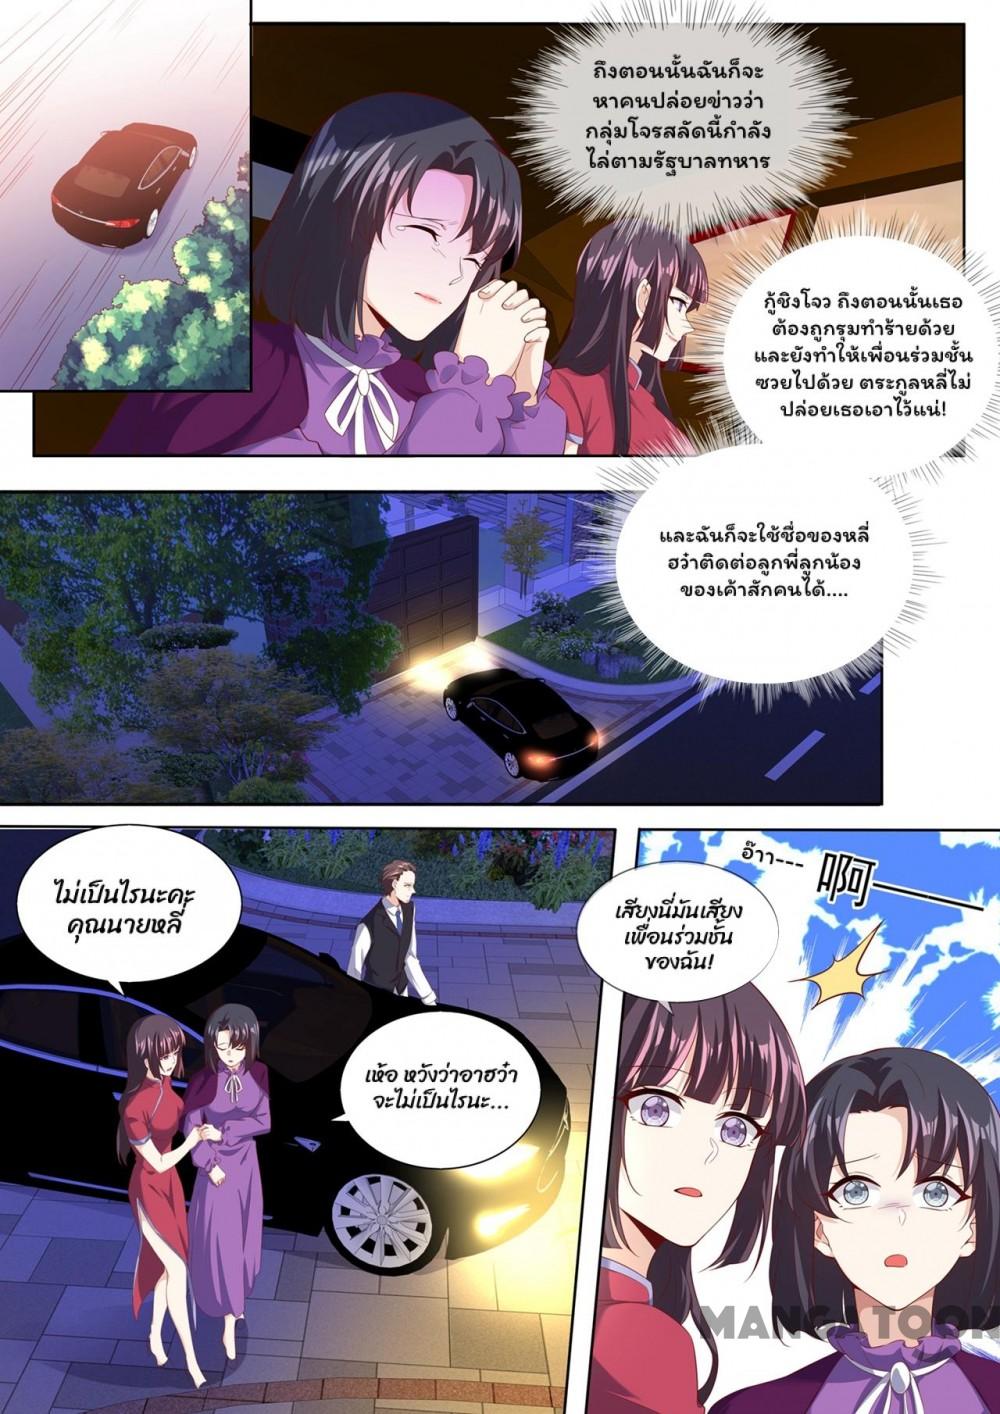 ถึงตอนนั้นฉันก็จะ
หาคนปล่อยข่าวว่า
กลุ่มโจรสลัดนี้กำลัง
ไล่ตามรัฐบาลทหาร
กู้ชิงโจว ถึงตอนนั้นเธอ
ต้องถูกรุมทำร้ายด้วย
และยังทำให้เพื่อนร่วมชั้น
ซวยไปด้วย ตระกูลหลี่ไม่
ปล่อยเธอเอาไว้แน่!
และฉันก็จะใช้ชื่อของหลี่
ฮว๋าติดต่อลูกพี่ลูกน้อง
ของเค้าสักคนได้....
ไม่เป็นไรนะคะ
คุณนายหลี่
เห้อ หวังว่าอาฮว๋า
จะไม่เป็นไรนะ...
อ๊าา---
啊——
เสียงนี่มันเสียง
เพื่อนร่วมชั้น
ของฉัน!
MANGATOON